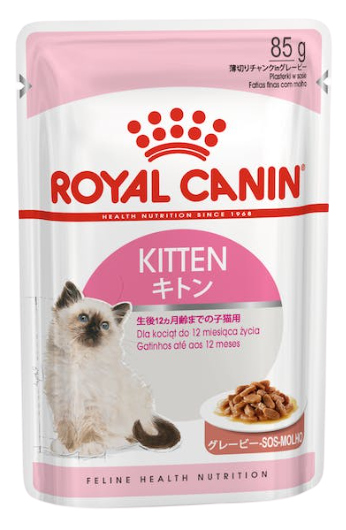 85 g
薄切りチャンクinグレービー
Plasterki w sosie
Fatias finas com molho
ROYAL CANIN®
HEALTH NUTRITION SINCE 1968
KITTEN
キトン
生後12ヵ月齢までの子猫用
Dla kociąt do 12 miesiąca życia
Gatinhos até aos 12 meses
グレービー-SOS-MOLHO
FELINE HEALTH NUTRITION